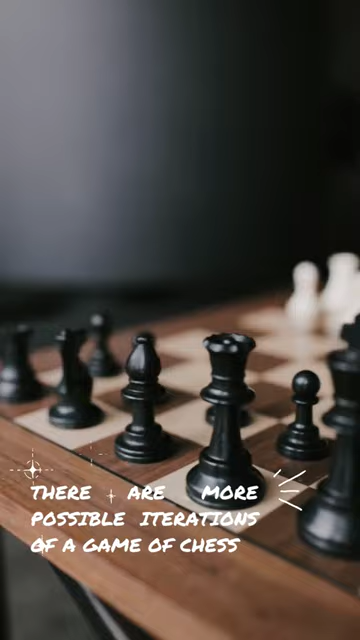 THERE ARE MORE
POSSIBLE ITERATIONS
OF A GAME OF CHESS